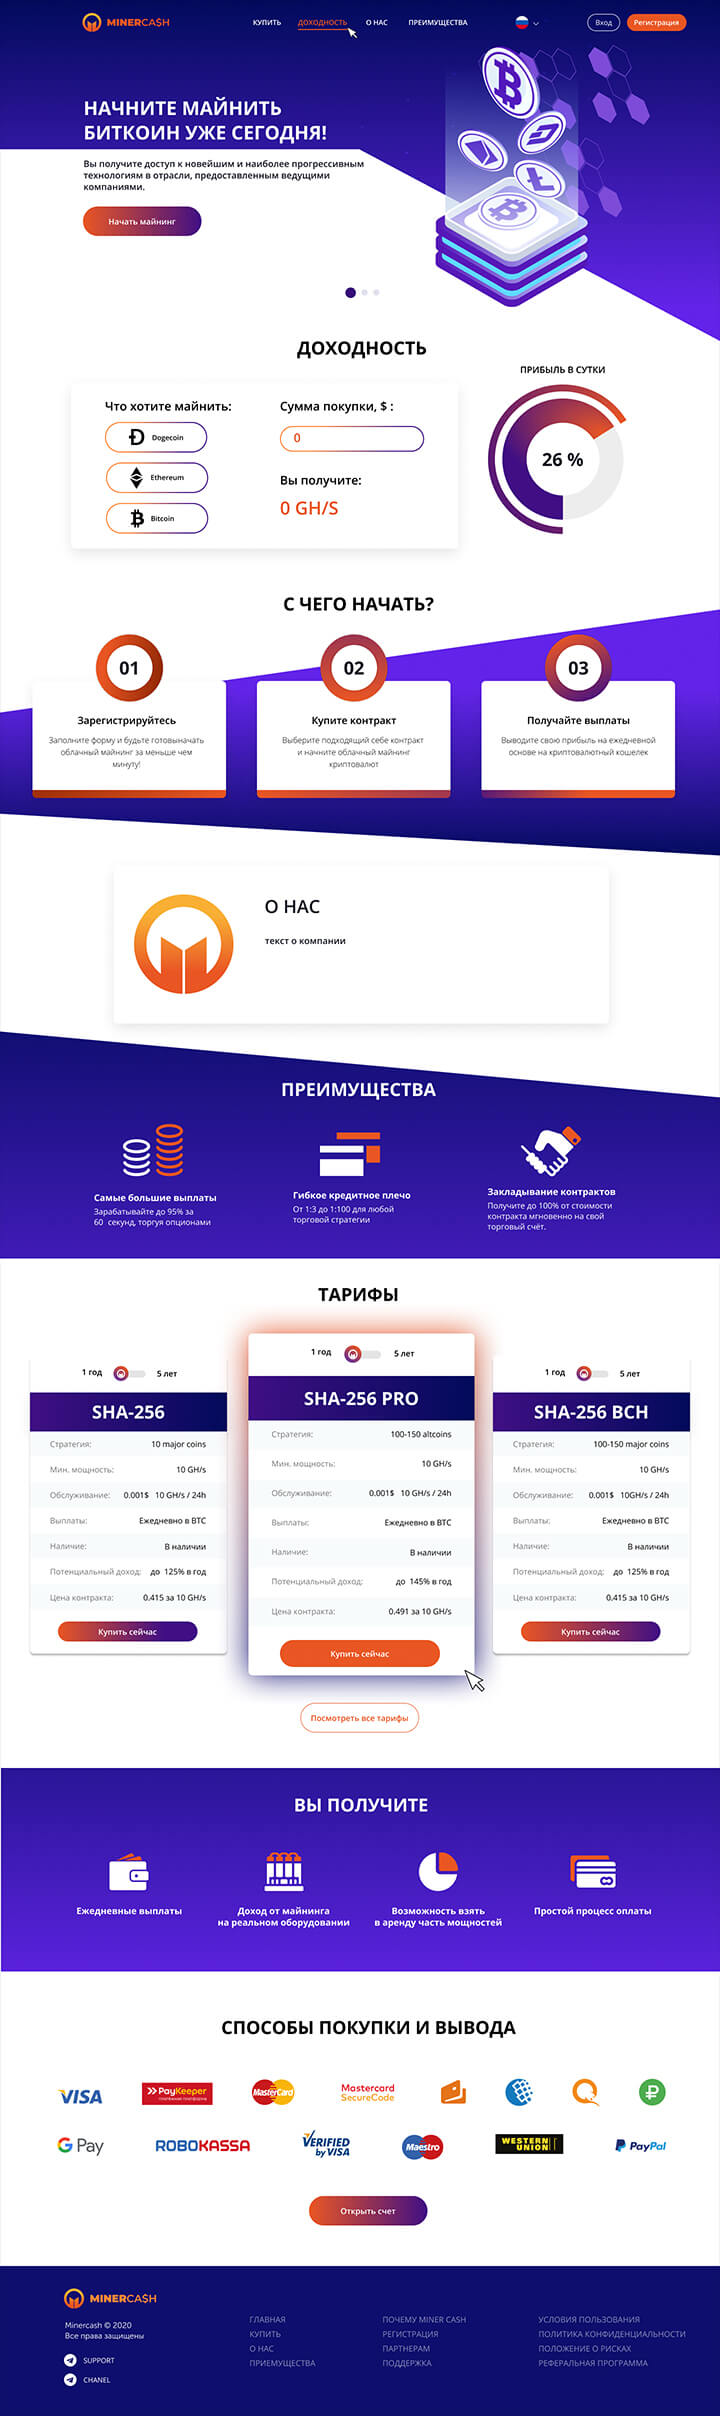 MINERCA$H
КУПИТЬ ДОХОДНОСТЬ О НАС ПРЕИМУЩЕСТВА
Вход Регистрация
НАЧНИТЕ МАЙНИТЬ
БИТКОИН УЖЕ СЕГОДНЯ!
Вы получите доступ к новейшим и наиболее прогрессивным
технологиям в отрасли, предоставленным ведущими
компаниями.
Начать майнинг
ДОХОДНОСТЬ
ПРИБЫЛЬ В СУТКИ
26 %
Что хотите майнить:
Dogecoin
Ethereum
Bitcoin
Сумма покупки, $ :
0
Вы получите:
0 GH/S
С ЧЕГО НАЧАТЬ?
01
Зарегистрируйтесь
Заполните форму и будьте готовыначать
облачный майнинг за меньше чем
минуту!
02
Купите контракт
Выберите подходящий себе контракт
и начните облачный майнинг
криптовалют
03
Получайте выплаты
Выводите свою прибыль на ежедневной
основе на криптовалютный кошелек
О НАС
текст о компании
ПРЕИМУЩЕСТВА
Самые большие выплаты
Зарабатывайте до 95% за
60 секунд, торгуя опционами
Гибкое кредитное плечо
От 1:3 до 1:100 для любой
торговой стратегии
Закладывание контрактов
Получите до 100% от стоимости
контракта мгновенно на свой
торговый счёт.
ТАРИФЫ
1 год 5 лет
SHA-256
Стратегия: 10 major coins
Мин. мощность: 10 GH/s
Обслуживание: 0.001$ 10 GH/s / 24h
Выплаты: Ежедневно в BTC
Наличие: В наличии
Потенциальный доход: до 125% в год
Цена контракта: 0.415 за 10 GH/s
Купить сейчас
1 год 5 лет
SHA-256 PRO
Стратегия: 100-150 altcoins
Мин. мощность: 10 GH/s
Обслуживание: 0.001$ 10 GH/s / 24h
Выплаты: Ежедневно в BTC
Наличие: В наличии
Потенциальный доход: до 145% в год
Цена контракта: 0.491 за 10 GH/s
Купить сейчас
1 год 5 лет
SHA-256 BCH
Стратегия: 100-150 major coins
Мин. мощность: 10 GH/s
Обслуживание: 0.001$ 10GH/s / 24h
Выплаты: Ежедневно в BTC
Наличие: В наличии
Потенциальный доход: до 125% в год
Цена контракта: 0.415 за 10 GH/s
Купить сейчас
Посмотреть все тарифы
ВЫ ПОЛУЧИТЕ
Ежедневные выплаты
Доход от майнинга
на реальном оборудовании
Возможность взять
в аренду часть мощностей
Простой процесс оплаты
СПОСОБЫ ПОКУПКИ И ВЫВОДА
VISA
PayKeeper
платёжная платформа
MasterCard
Mastercard
SecureCode
G Pay
ROBOKASSA
VERIFIED
by VISA
Maestro
WESTERN
UNION
PayPal
Открыть счет
MINERCA$H
Minercash © 2020
Все права защищены
SUPPORT
CHANEL
ГЛАВНАЯ
КУПИТЬ
О НАС
ПРИЕМУЩЕСТВА
ПОЧЕМУ MINER CASH
РЕГИСТРАЦИЯ
ПАРТНЕРАМ
ПОДДЕРЖКА
УСЛОВИЯ ПОЛЬЗОВАНИЯ
ПОЛИТИКА КОНФИДЕНЦИАЛЬНОСТИ
ПОЛОЖЕНИЕ О РИСКАХ
РЕФЕРАЛЬНАЯ ПРОГРАММА